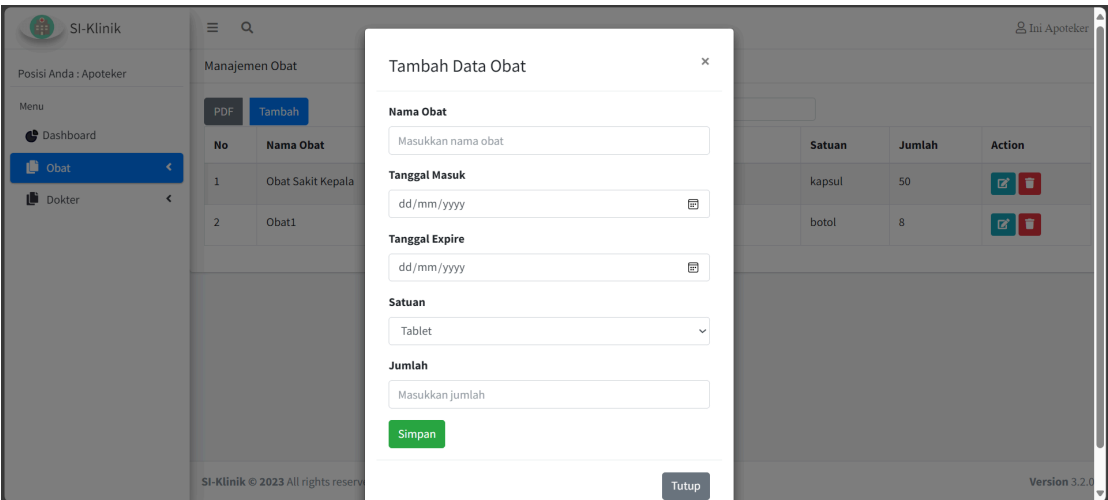 SI-Klinik
Ini Apoteker
Posisi Anda : Apoteker
Menu
Dashboard
Obat
Dokter
Manajemen Obat
PDF
Tambah
No Nama Obat Satuan Jumlah Action
1 Obat Sakit Kepala kapsul 50
2 Obat1 botol 8
Tambah Data Obat ×
Nama Obat
Masukkan nama obat
Tanggal Masuk
dd/mm/yyyy
Tanggal Expire
dd/mm/yyyy
Satuan
Tablet
Jumlah
Masukkan jumlah
Simpan
Tutup
SI-Klinik © 2023 All rights Version 3.2.0